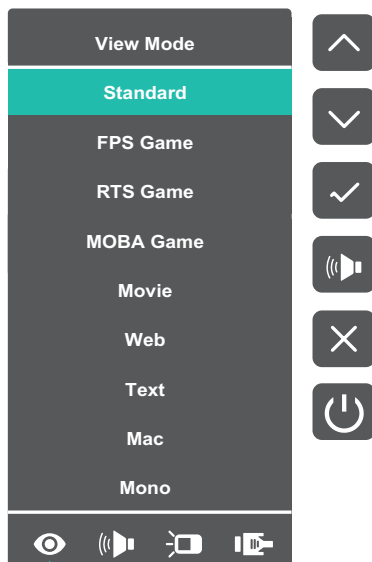 View Mode
Standard
FPS Game
RTS Game
MOBA Game
Movie
Web
Text
Mac
Mono